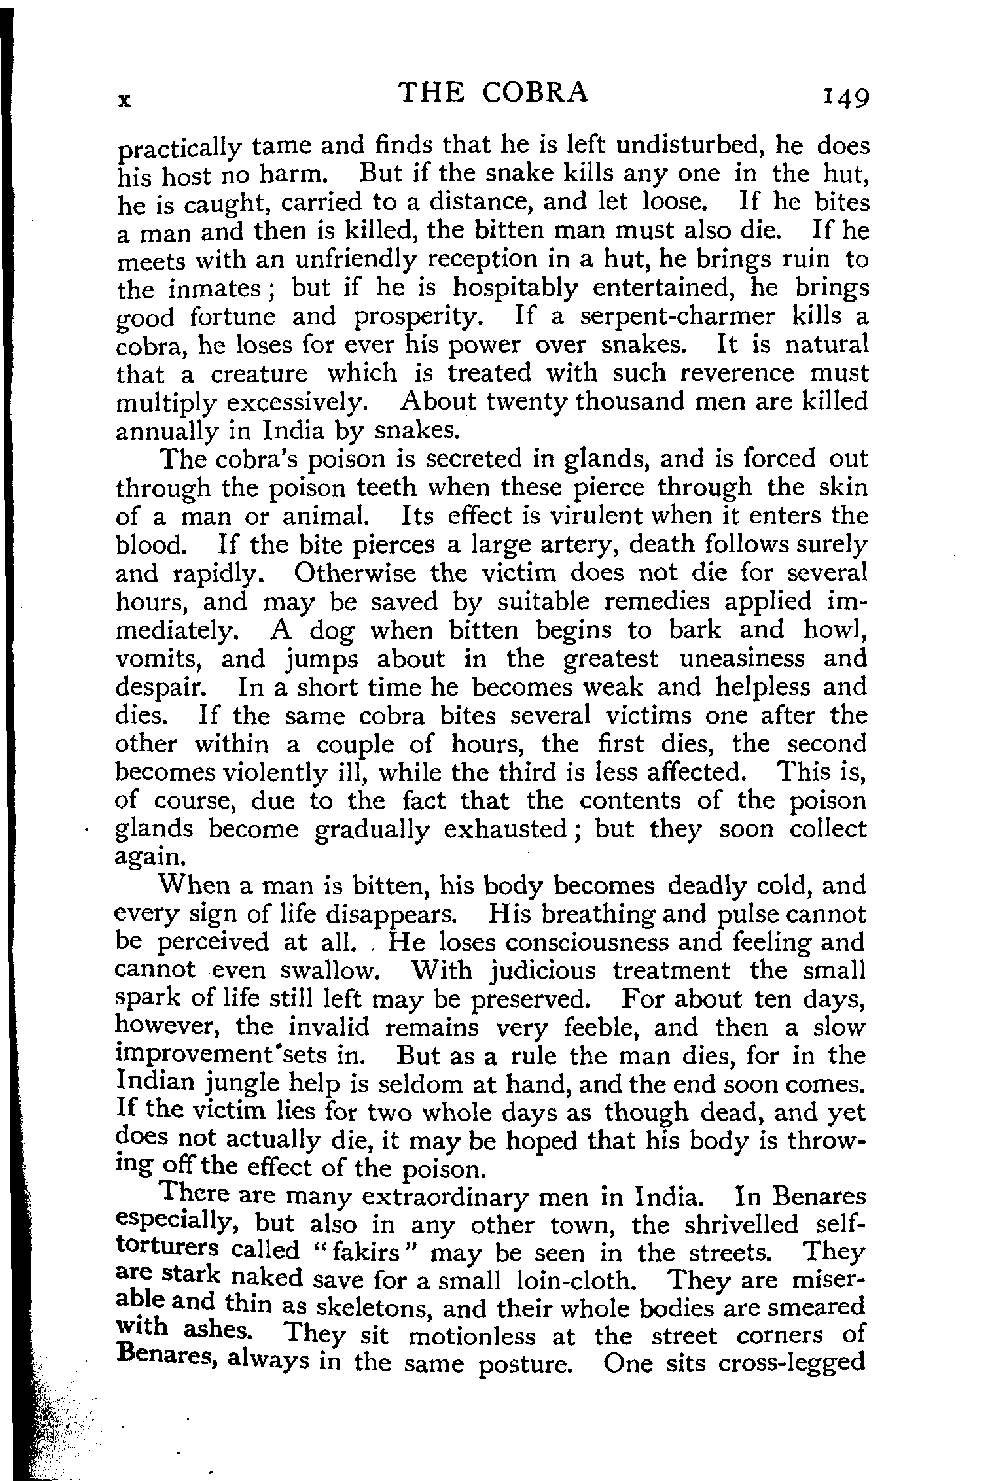 x THE COBRA 149
practically tame and finds that he is left undisturbed, he does
his host no harm. But if the snake kills any one in the hut,
he is caught, carried to a distance, and let loose. If he bites
a man and then is killed, the bitten man must also die. If he
meets with an unfriendly reception in a hut, he brings ruin to
the inmates; but if he is hospitably entertained, he brings
good fortune and prosperity. If a serpent-charmer kills a
cobra, he loses for ever his power over snakes. It is natural
that a creature which is treated with such reverence must
multiply excessively. About twenty thousand men are killed
annually in India by snakes.
The cobra's poison is secreted in glands, and is forced out
through the poison teeth when these pierce through the skin
of a man or animal. Its effect is virulent when it enters the
blood. If the bite pierces a large artery, death follows surely
and rapidly. Otherwise the victim does not die for several
hours, and may be saved by suitable remedies applied im-
mediately. A dog when bitten begins to bark and howl,
vomits, and jumps about in the greatest uneasiness and
despair. In a short time he becomes weak and helpless and
dies. If the same cobra bites several victims one after the
other within a couple of hours, the first dies, the second
becomes violently ill, while the third is less affected. This is,
of course, due to the fact that the contents of the poison
glands become gradually exhausted; but they soon collect
again.
When a man is bitten, his body becomes deadly cold, and
every sign of life disappears. His breathing and pulse cannot
be perceived at all. He loses consciousness and feeling and
cannot even swallow. With judicious treatment the small
spark of life still left may be preserved. For about ten days,
however, the invalid remains very feeble, and then a slow
improvement sets in. But as a rule the man dies, for in the
Indian jungle help is seldom at hand, and the end soon comes.
If the victim lies for two whole days as though dead, and yet
does not actually die, it may be hoped that his body is throw-
ing off the effect of the poison.
There are many extraordinary men in India. In Benares
especially, but also in any other town, the shrivelled self-
torturers called "fakirs" may be seen in the streets. They
are stark naked save for a small loin-cloth. They are miser-
able and thin as skeletons, and their whole bodies are smeared
with ashes. They sit motionless at the street corners of
Benares, always in the same posture. One sits cross-legged